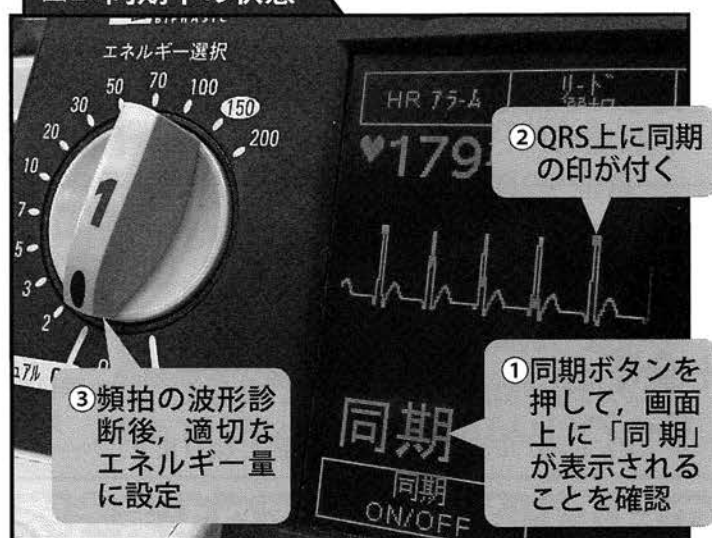 BIPHASIC
エネルギー選択
2
3
5
7
10
20
30
50
70
100
150
200
1
HR アラーム
リード
♥179
②QRS上に同期
の印が付く
同期
同期
ON/OFF
①同期ボタンを
押して，画面
上に「同期」
が表示される
ことを確認
③頻拍の波形診
断後，適切な
エネルギー量
に設定